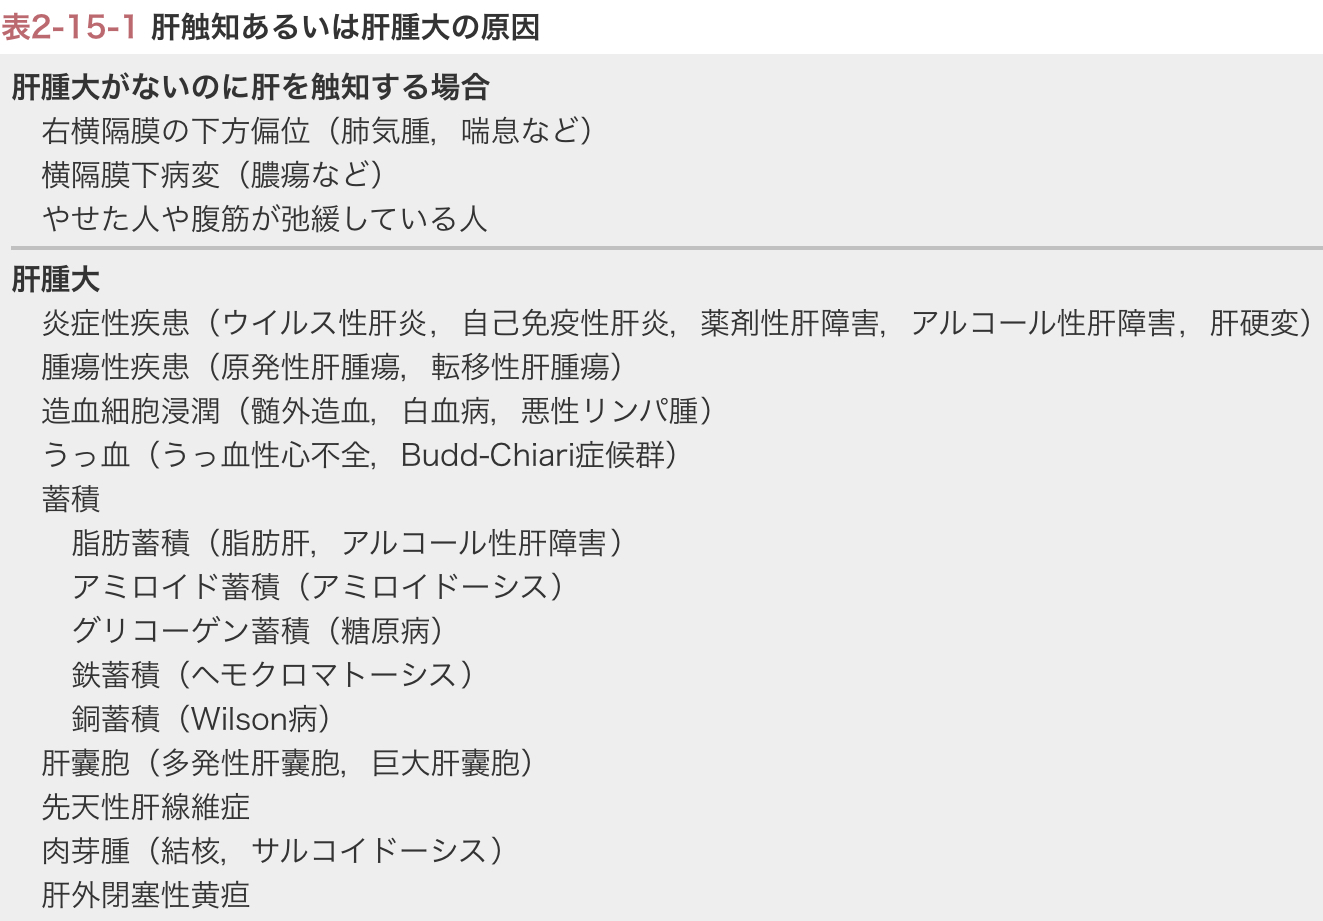 表2-15-1 肝触知あるいは肝腫大の原因
肝腫大がないのに肝を触知する場合
右横隔膜の下方偏位（肺気腫，喘息など）
横隔膜下病変（膿瘍など）
やせた人や腹筋が弛緩している人
肝腫大
炎症性疾患（ウイルス性肝炎，自己免疫性肝炎，薬剤性肝障害，アルコール性肝障害，肝硬変）
腫瘍性疾患（原発性肝腫瘍，転移性肝腫瘍）
造血細胞浸潤（髄外造血，白血病，悪性リンパ腫）
うっ血（うっ血性心不全，Budd-Chiari症候群）
蓄積
脂肪蓄積（脂肪肝，アルコール性肝障害）
アミロイド蓄積（アミロイドーシス）
グリコーゲン蓄積（糖原病）
鉄蓄積（ヘモクロマトーシス）
銅蓄積（Wilson病）
肝囊胞（多発性肝囊胞，巨大肝囊胞）
先天性肝線維症
肉芽腫（結核，サルコイドーシス）
肝外閉塞性黄疸